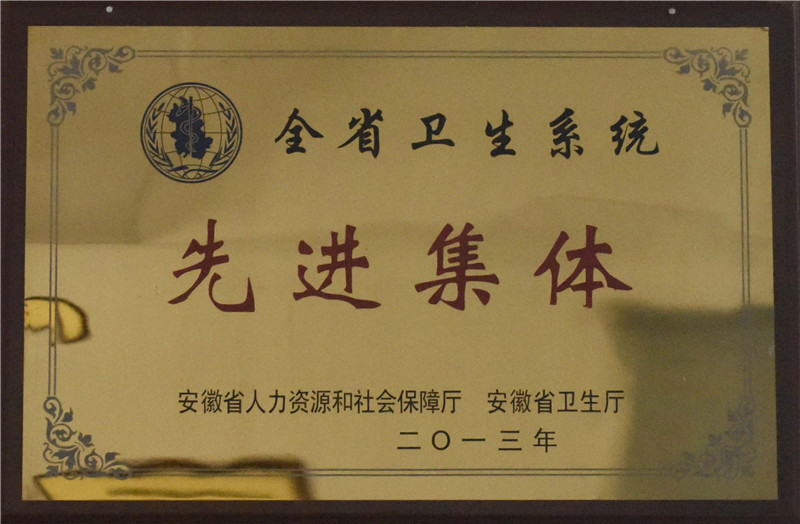 全省卫生系统
先进集体
安徽省人力资源和社会保障厅 安徽省卫生厅
二〇一三年